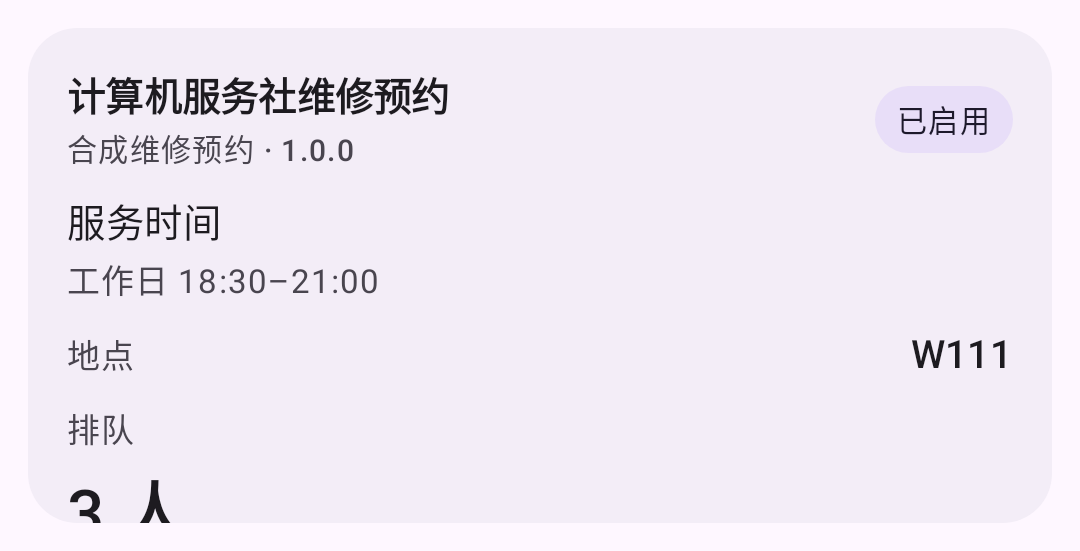 计算机服务社维修预约
已启用
合成维修预约 · 1.0.0
服务时间
工作日 18:30–21:00
地点
W111
排队
3 人